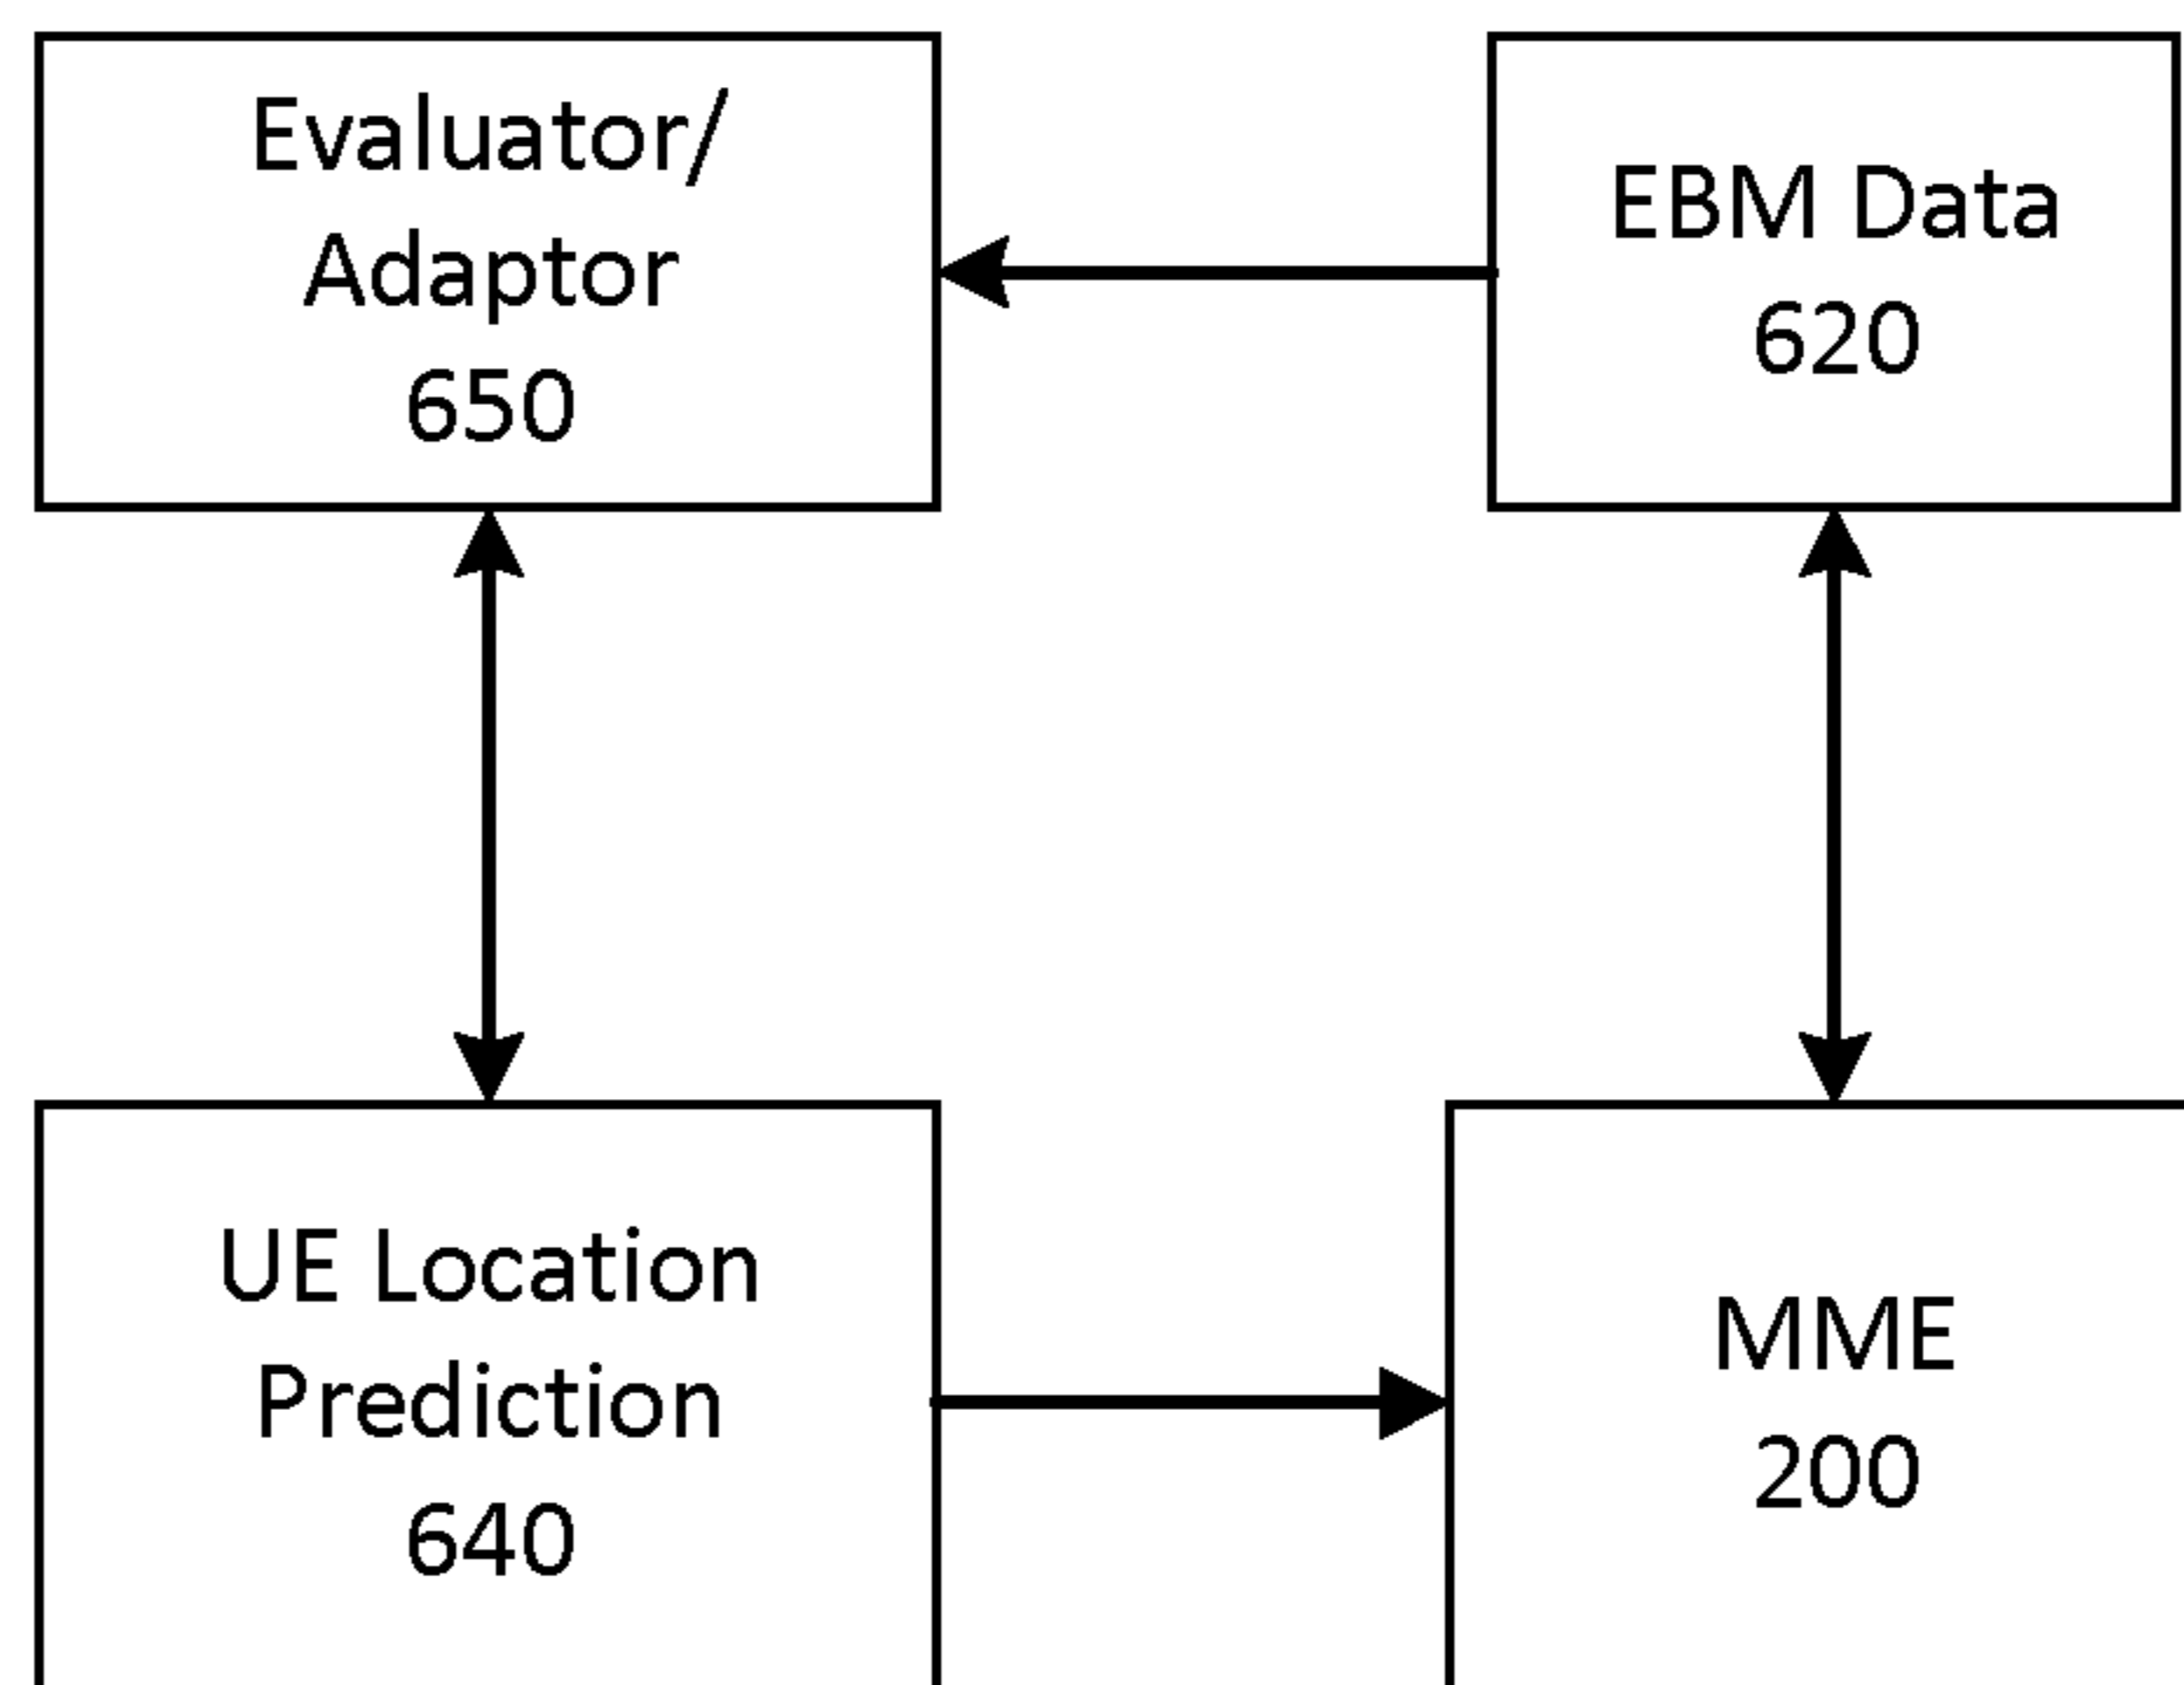 Evaluator/
Adaptor
650
EBM Data
620
UE Location
Prediction
640
MME
200